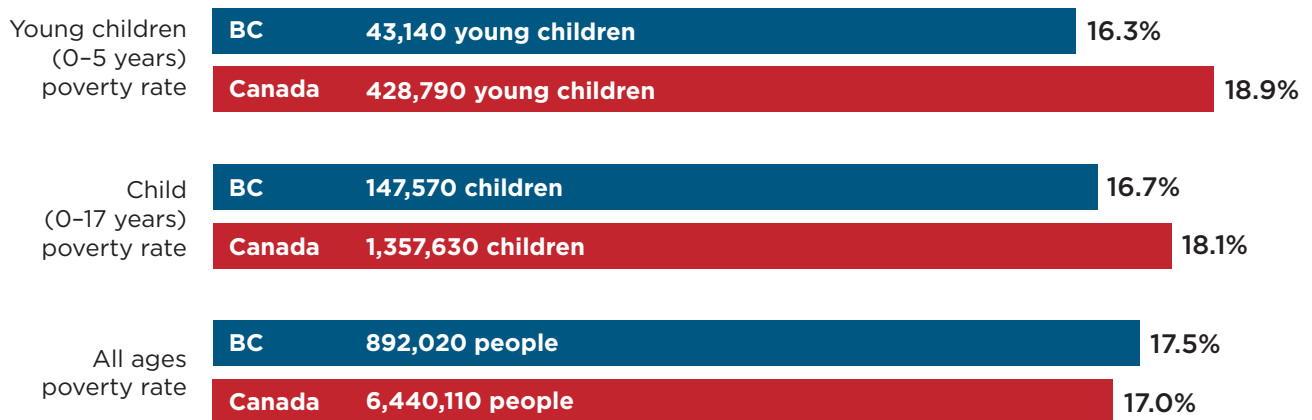 Young children
(0–5 years)
poverty rate
BC 43,140 young children 16.3%
Canada 428,790 young children 18.9%
Child
(0–17 years)
poverty rate
BC 147,570 children 16.7%
Canada 1,357,630 children 18.1%
All ages
poverty rate
BC 892,020 people 17.5%
Canada 6,440,110 people 17.0%